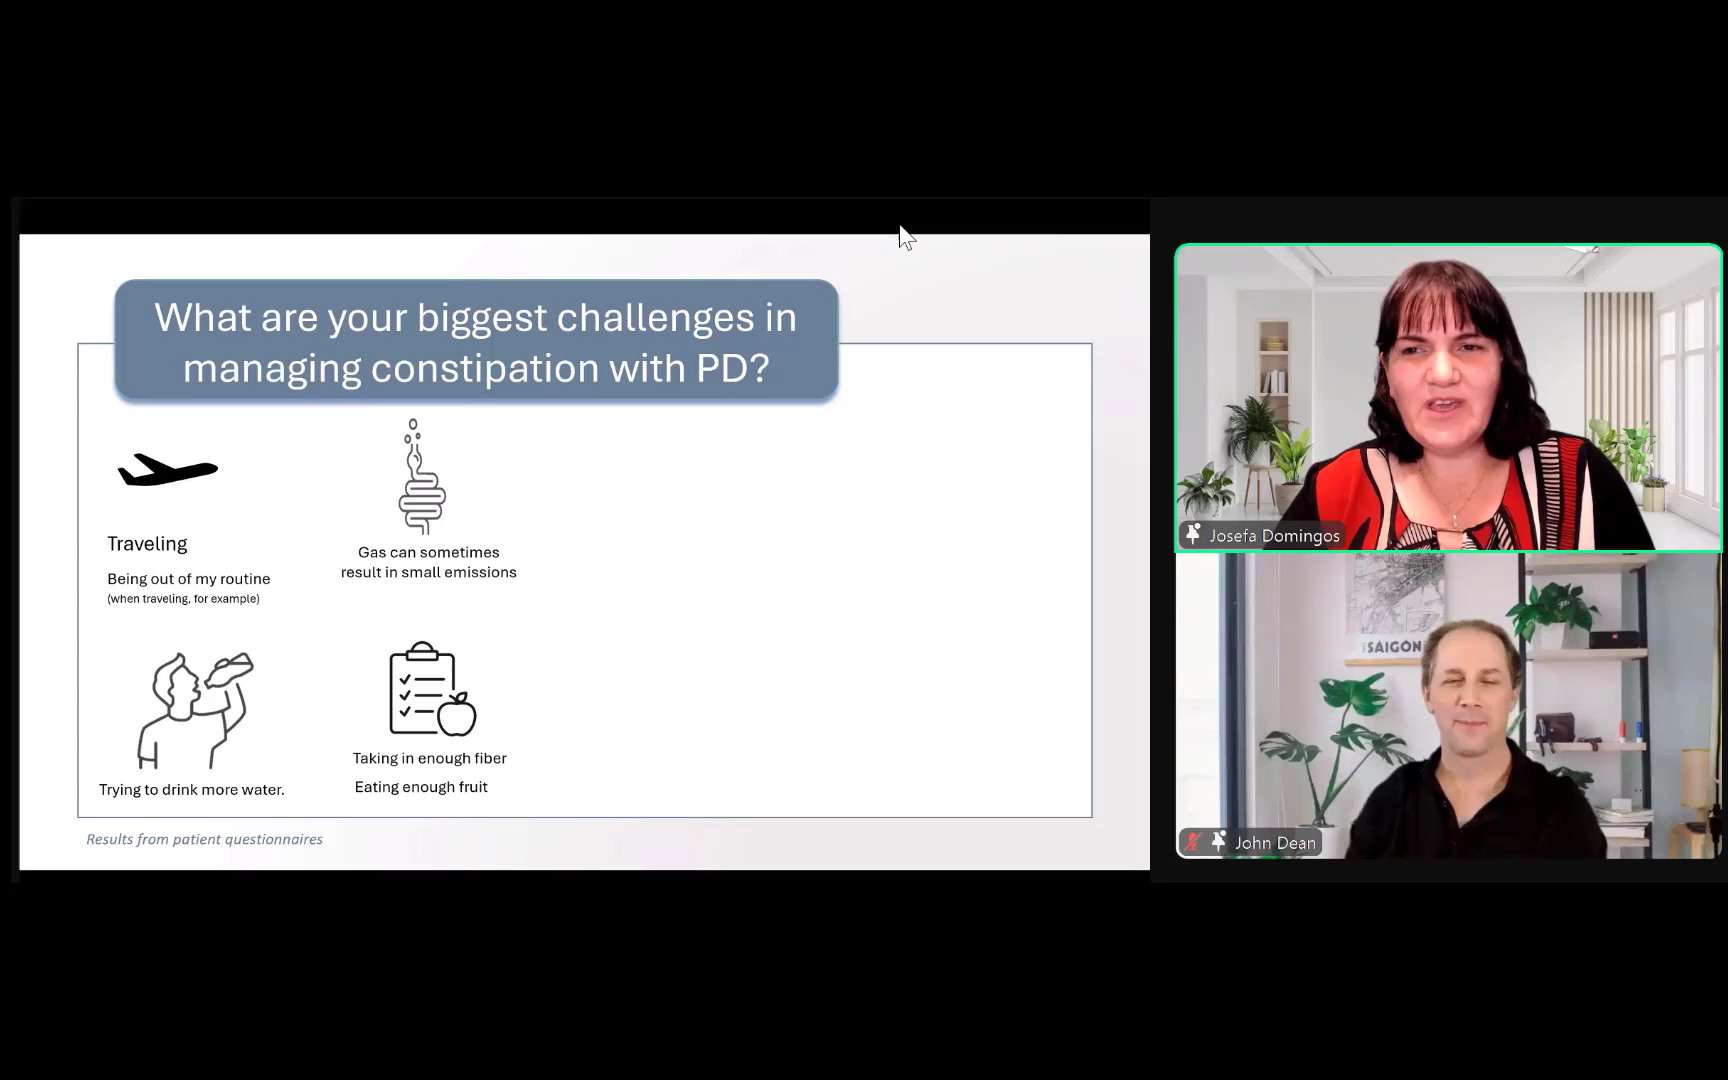 What are your biggest challenges in
managing constipation with PD?
Traveling
Being out of my routine
(when traveling, for example)
Gas can sometimes
result in small emissions
Trying to drink more water.
Taking in enough fiber
Eating enough fruit
Results from patient questionnaires
Josefa Domingos
SAIGON
John Dean